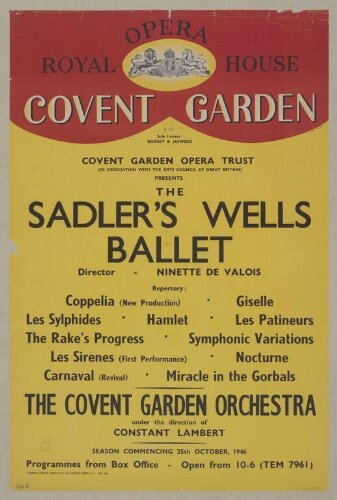 OPERA
ROYAL HOUSE
COVENT GARDEN
Sole Lessees
BOOSEY & HAWKES
COVENT GARDEN OPERA TRUST
(IN ASSOCIATION WITH THE ARTS COUNCIL OF GREAT BRITAIN)
PRESENTS
THE
SADLER'S WELLS
BALLET
Director - NINETTE DE VALOIS
Repertory:
Coppelia (New Production) · Giselle
Les Sylphides · Hamlet · Les Patineurs
The Rake's Progress · Symphonic Variations
Les Sirenes (First Performance) · Nocturne
Carnaval (Revival) · Miracle in the Gorbals
THE COVENT GARDEN ORCHESTRA
under the direction of
CONSTANT LAMBERT
SEASON COMMENCING 25th OCTOBER, 1946
Programmes from Box Office - Open from 10-6 (TEM 7961)